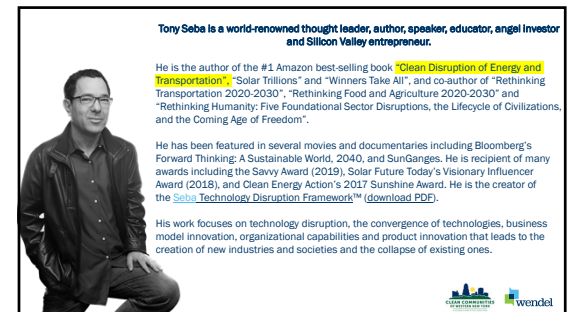 Tony Seba is a world-renowned thought leader, author, speaker, educator, angel investor
and Silicon Valley entrepreneur.
He is the author of the #1 Amazon best-selling book “Clean Disruption of Energy and
Transportation”, “Solar Trillions” and “Winners Take All”, and co-author of “Rethinking
Transportation 2020-2030”, “Rethinking Food and Agriculture 2020-2030” and
“Rethinking Humanity: Five Foundational Sector Disruptions, the Lifecycle of Civilizations,
and the Coming Age of Freedom”.
He has been featured in several movies and documentaries including Bloomberg’s
Forward Thinking: A Sustainable World, 2040, and SunGanges. He is recipient of many
awards including the Savvy Award (2019), Solar Future Today’s Visionary Influencer
Award (2018), and Clean Energy Action’s 2017 Sunshine Award. He is the creator of
the Seba Technology Disruption Framework™ (download PDF).
His work focuses on technology disruption, the convergence of technologies, business
model innovation, organizational capabilities and product innovation that leads to the
creation of new industries and societies and the collapse of existing ones.
CLEAN COMMUNITIES
OF WESTERN NEW YORK
wendel